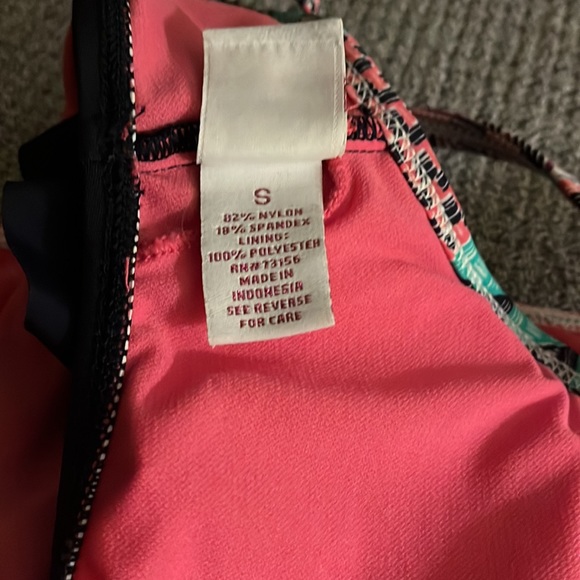 S
82% NYLON
18% SPANDEX
LINING:
100% POLYESTER
RN#73156
MADE IN
INDONESIA
SEE REVERSE
FOR CARE